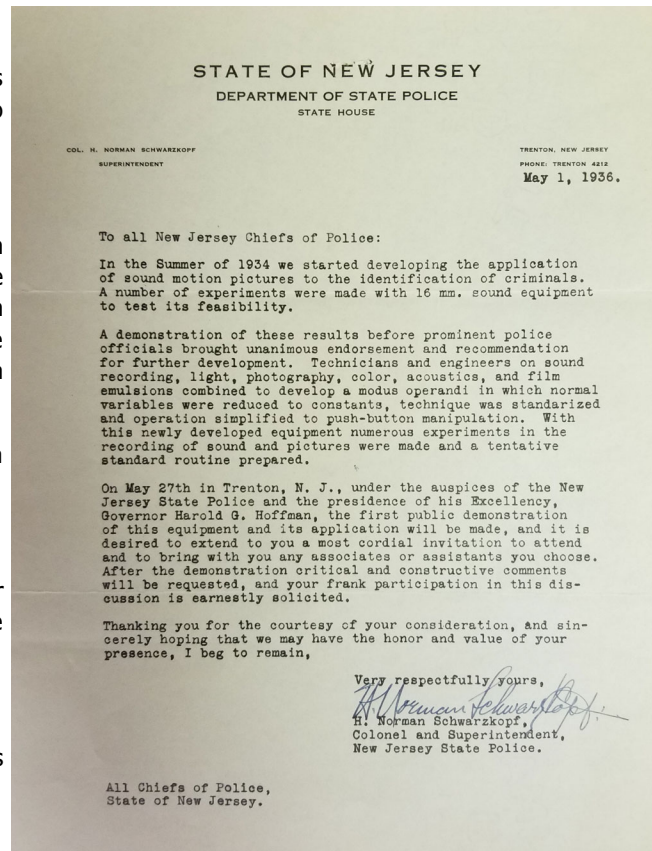 STATE OF NEW JERSEY
DEPARTMENT OF STATE POLICE
STATE HOUSE
COL. H. NORMAN SCHWARZKOPF
SUPERINTENDENT
TRENTON, NEW JERSEY
PHONE: TRENTON 4212
May 1, 1936.
To all New Jersey Chiefs of Police:
In the Summer of 1934 we started developing the application
of sound motion pictures to the identification of criminals.
A number of experiments were made with 16 mm. sound equipment
to test its feasibility.
A demonstration of these results before prominent police
officials brought unanimous endorsement and recommendation
for further development. Technicians and engineers on sound
recording, light, photography, color, acoustics, and film
emulsions combined to develop a modus operandi in which normal
variables were reduced to constants, technique was standarized
and operation simplified to push-button manipulation. With
this newly developed equipment numerous experiments in the
recording of sound and pictures were made and a tentative
standard routine prepared.
On May 27th in Trenton, N. J., under the auspices of the New
Jersey State Police and the presidence of his Excellency,
Governor Harold G. Hoffman, the first public demonstration
of this equipment and its application will be made, and it is
desired to extend to you a most cordial invitation to attend
and to bring with you any associates or assistants you choose.
After the demonstration critical and constructive comments
will be requested, and your frank participation in this dis-
cussion is earnestly solicited.
Thanking you for the courtesy of your consideration, and sin-
cerely hoping that we may have the honor and value of your
presence, I beg to remain,
Very respectfully yours,
H. Norman Schwarzkopf.
H. Norman Schwarzkopf,
Colonel and Superintendent,
New Jersey State Police.
All Chiefs of Police,
State of New Jersey.